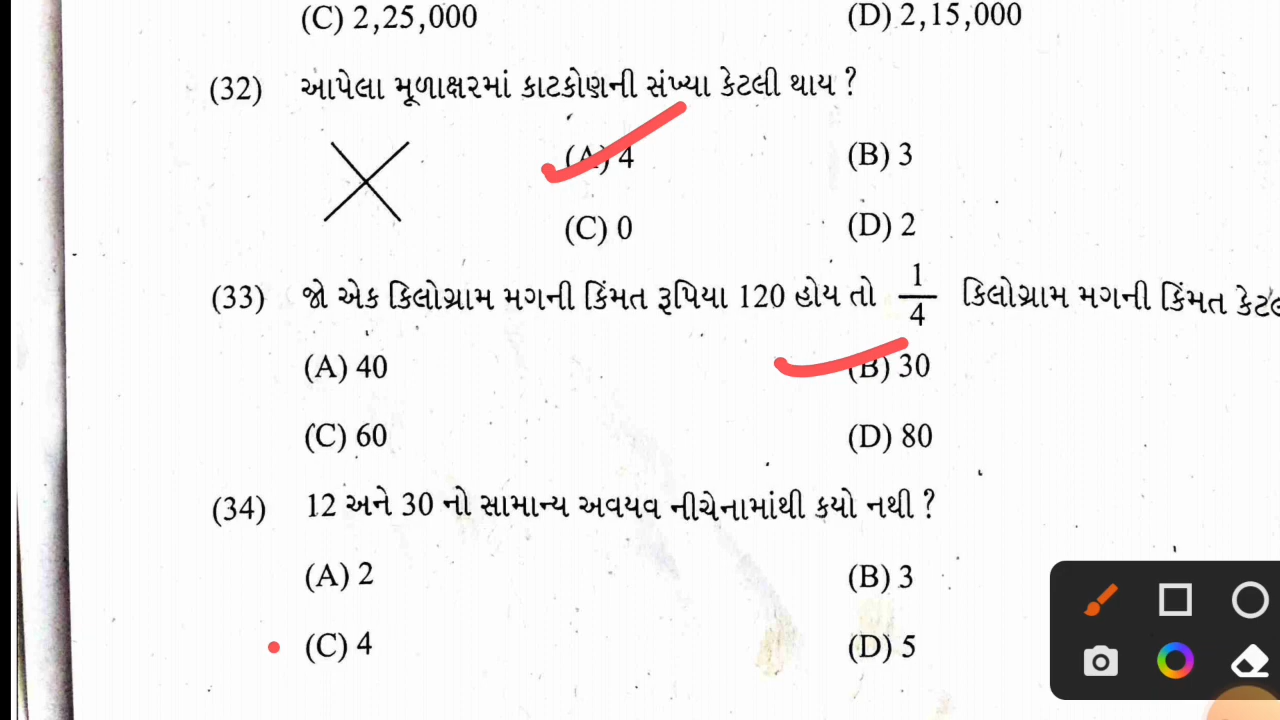 (C) 2,25,000 (D) 2,15,000
(32) આપેલા મૂળાક્ષરમાં કાટકોણની સંખ્યા કેટલી થાય ?
(A) 4 (B) 3
(C) 0 (D) 2
(33) જો એક કિલોગ્રામ મગની કિંમત રૂપિયા 120 હોય તો 1/4 કિલોગ્રામ મગની કિંમત
(A) 40 (B) 30
(C) 60 (D) 80
(34) 12 અને 30 નો સામાન્ય અવયવ નીચેનામાંથી કયો નથી ?
(A) 2 (B) 3
(C) 4 (D) 5